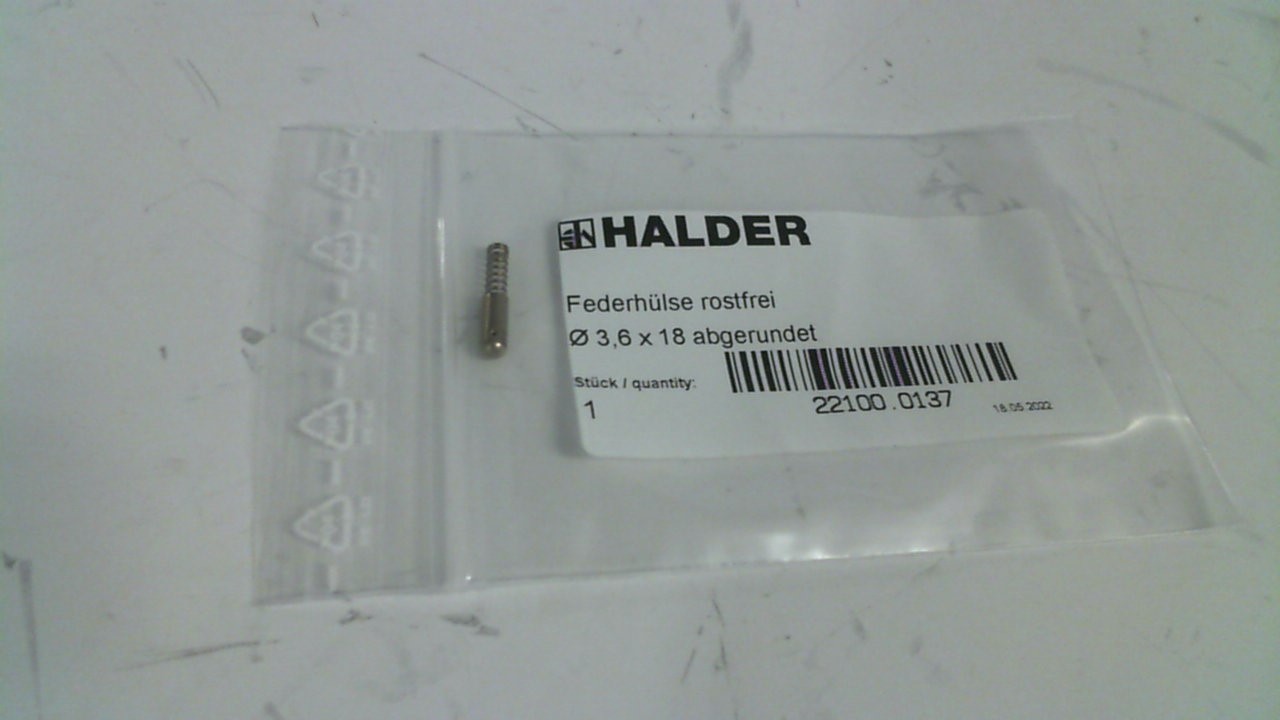 HALDER
Federhülse rostfrei
Ø 3,6 x 18 abgerundet
Stück / quantity:
1
22100.0137
18.05.2022